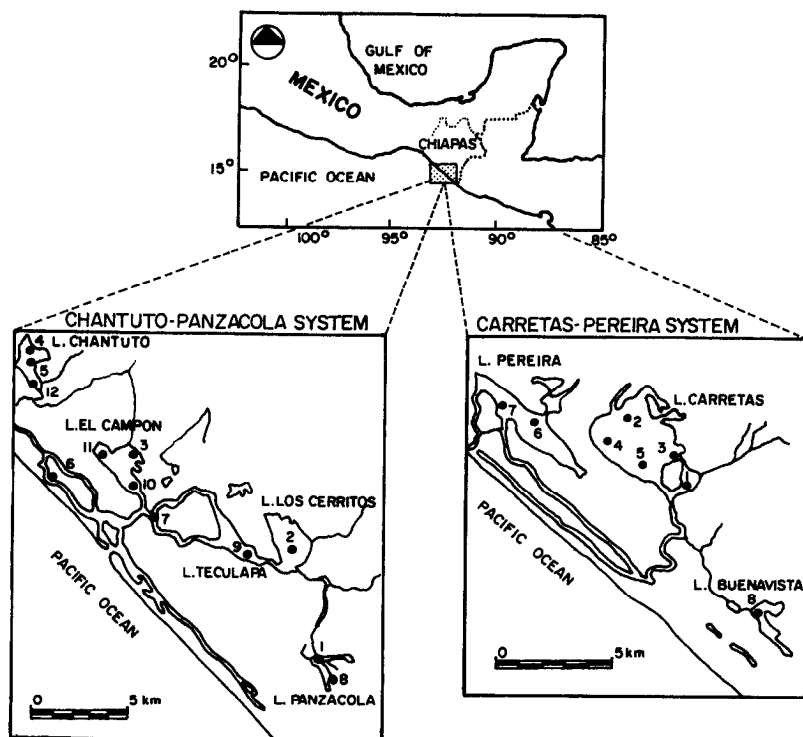 GULF OF
MEXICO
MEXICO
CHIAPAS
PACIFIC OCEAN
20°
15°
100° 95° 90° 85°
CHANTUTO-PANZACOLA SYSTEM
4 L. CHANTUTO
5
12
L. EL CAMPON
11 3
6
10
7
L. LOS CERRITOS
2
9
L. TECULAPA
PACIFIC OCEAN
1
8
L. PANZACOLA
0 5 km
CARRETAS-PEREIRA SYSTEM
L. PEREIRA
L. CARRETAS
7
6
2
4
3
5
1
PACIFIC OCEAN
L. BUENAVISTA
8
0 5 km